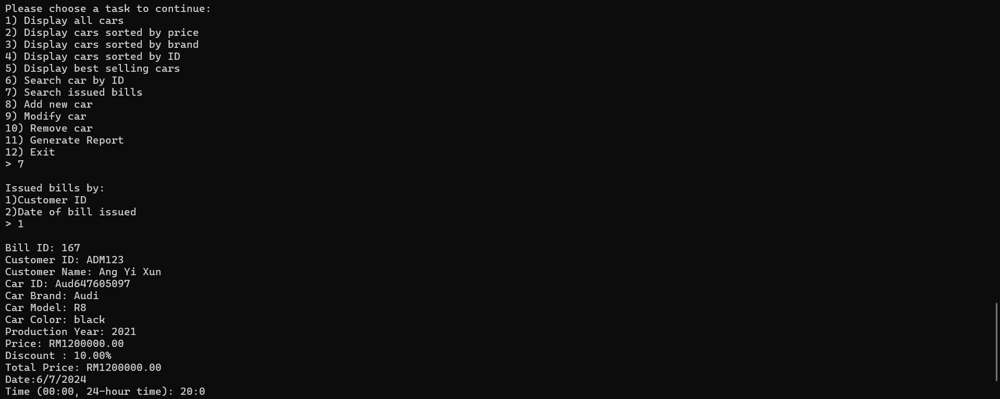 Please choose a task to continue:
1) Display all cars
2) Display cars sorted by price
3) Display cars sorted by brand
4) Display cars sorted by ID
5) Display best selling cars
6) Search car by ID
7) Search issued bills
8) Add new car
9) Modify car
10) Remove car
11) Generate Report
12) Exit
> 7
Issued bills by:
1)Customer ID
2)Date of bill issued
> 1
Bill ID: 167
Customer ID: ADM123
Customer Name: Ang Yi Xun
Car ID: Aud647605097
Car Brand: Audi
Car Model: R8
Car Color: black
Production Year: 2021
Price: RM1200000.00
Discount : 10.00%
Total Price: RM1200000.00
Date:6/7/2024
Time (00:00, 24-hour time): 20:0